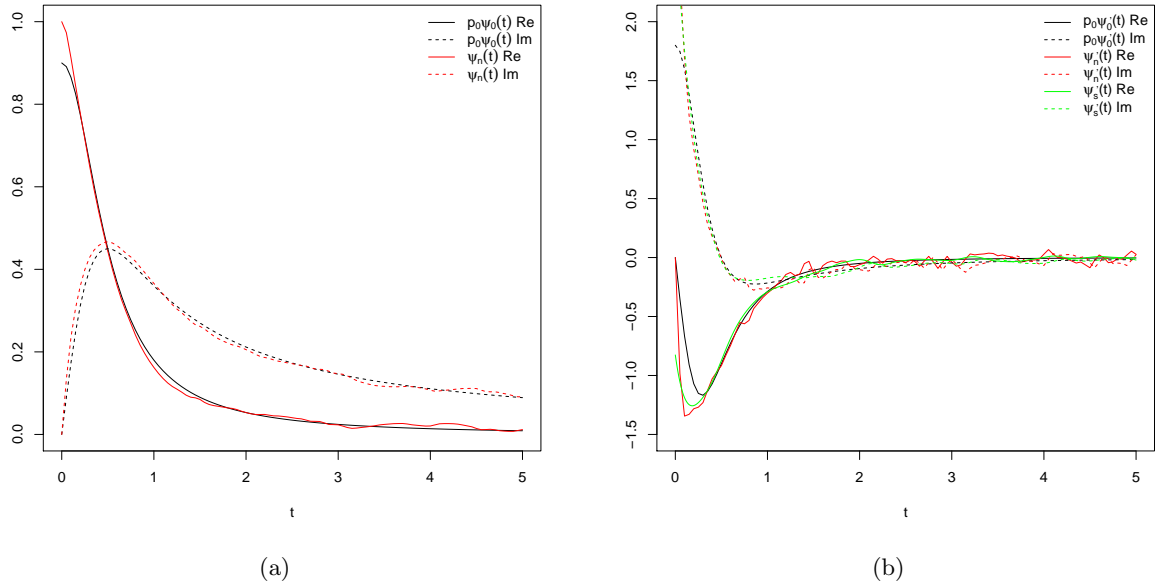 p₀ψ₀(t) Re
p₀ψ₀(t) Im
ψₙ(t) Re
ψₙ(t) Im
1.0
0.8
0.6
0.4
0.2
0.0
0 1 2 3 4 5
t
(a)
p₀ψ₀′(t) Re
p₀ψ₀′(t) Im
ψₙ′(t) Re
ψₙ′(t) Im
ψₛ′(t) Re
ψₛ′(t) Im
2.0
1.5
1.0
0.5
0.0
−0.5
−1.0
−1.5
0 1 2 3 4 5
t
(b)